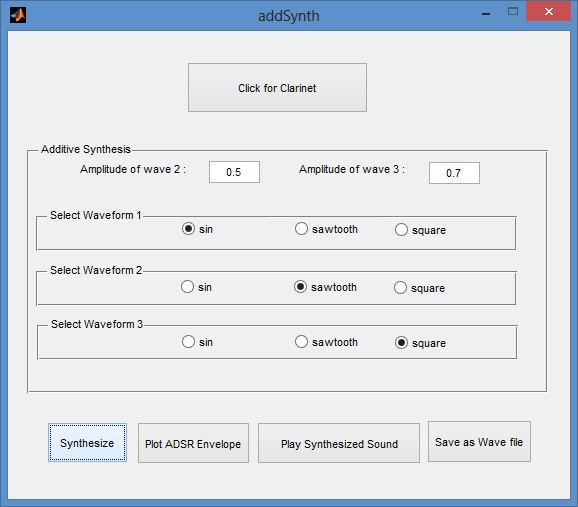 addSynth
Click for Clarinet
Additive Synthesis
Amplitude of wave 2 : 0.5 Amplitude of wave 3 : 0.7
Select Waveform 1
sin sawtooth square
Select Waveform 2
sin sawtooth square
Select Waveform 3
sin sawtooth square
Synthesize Plot ADSR Envelope Play Synthesized Sound Save as Wave file